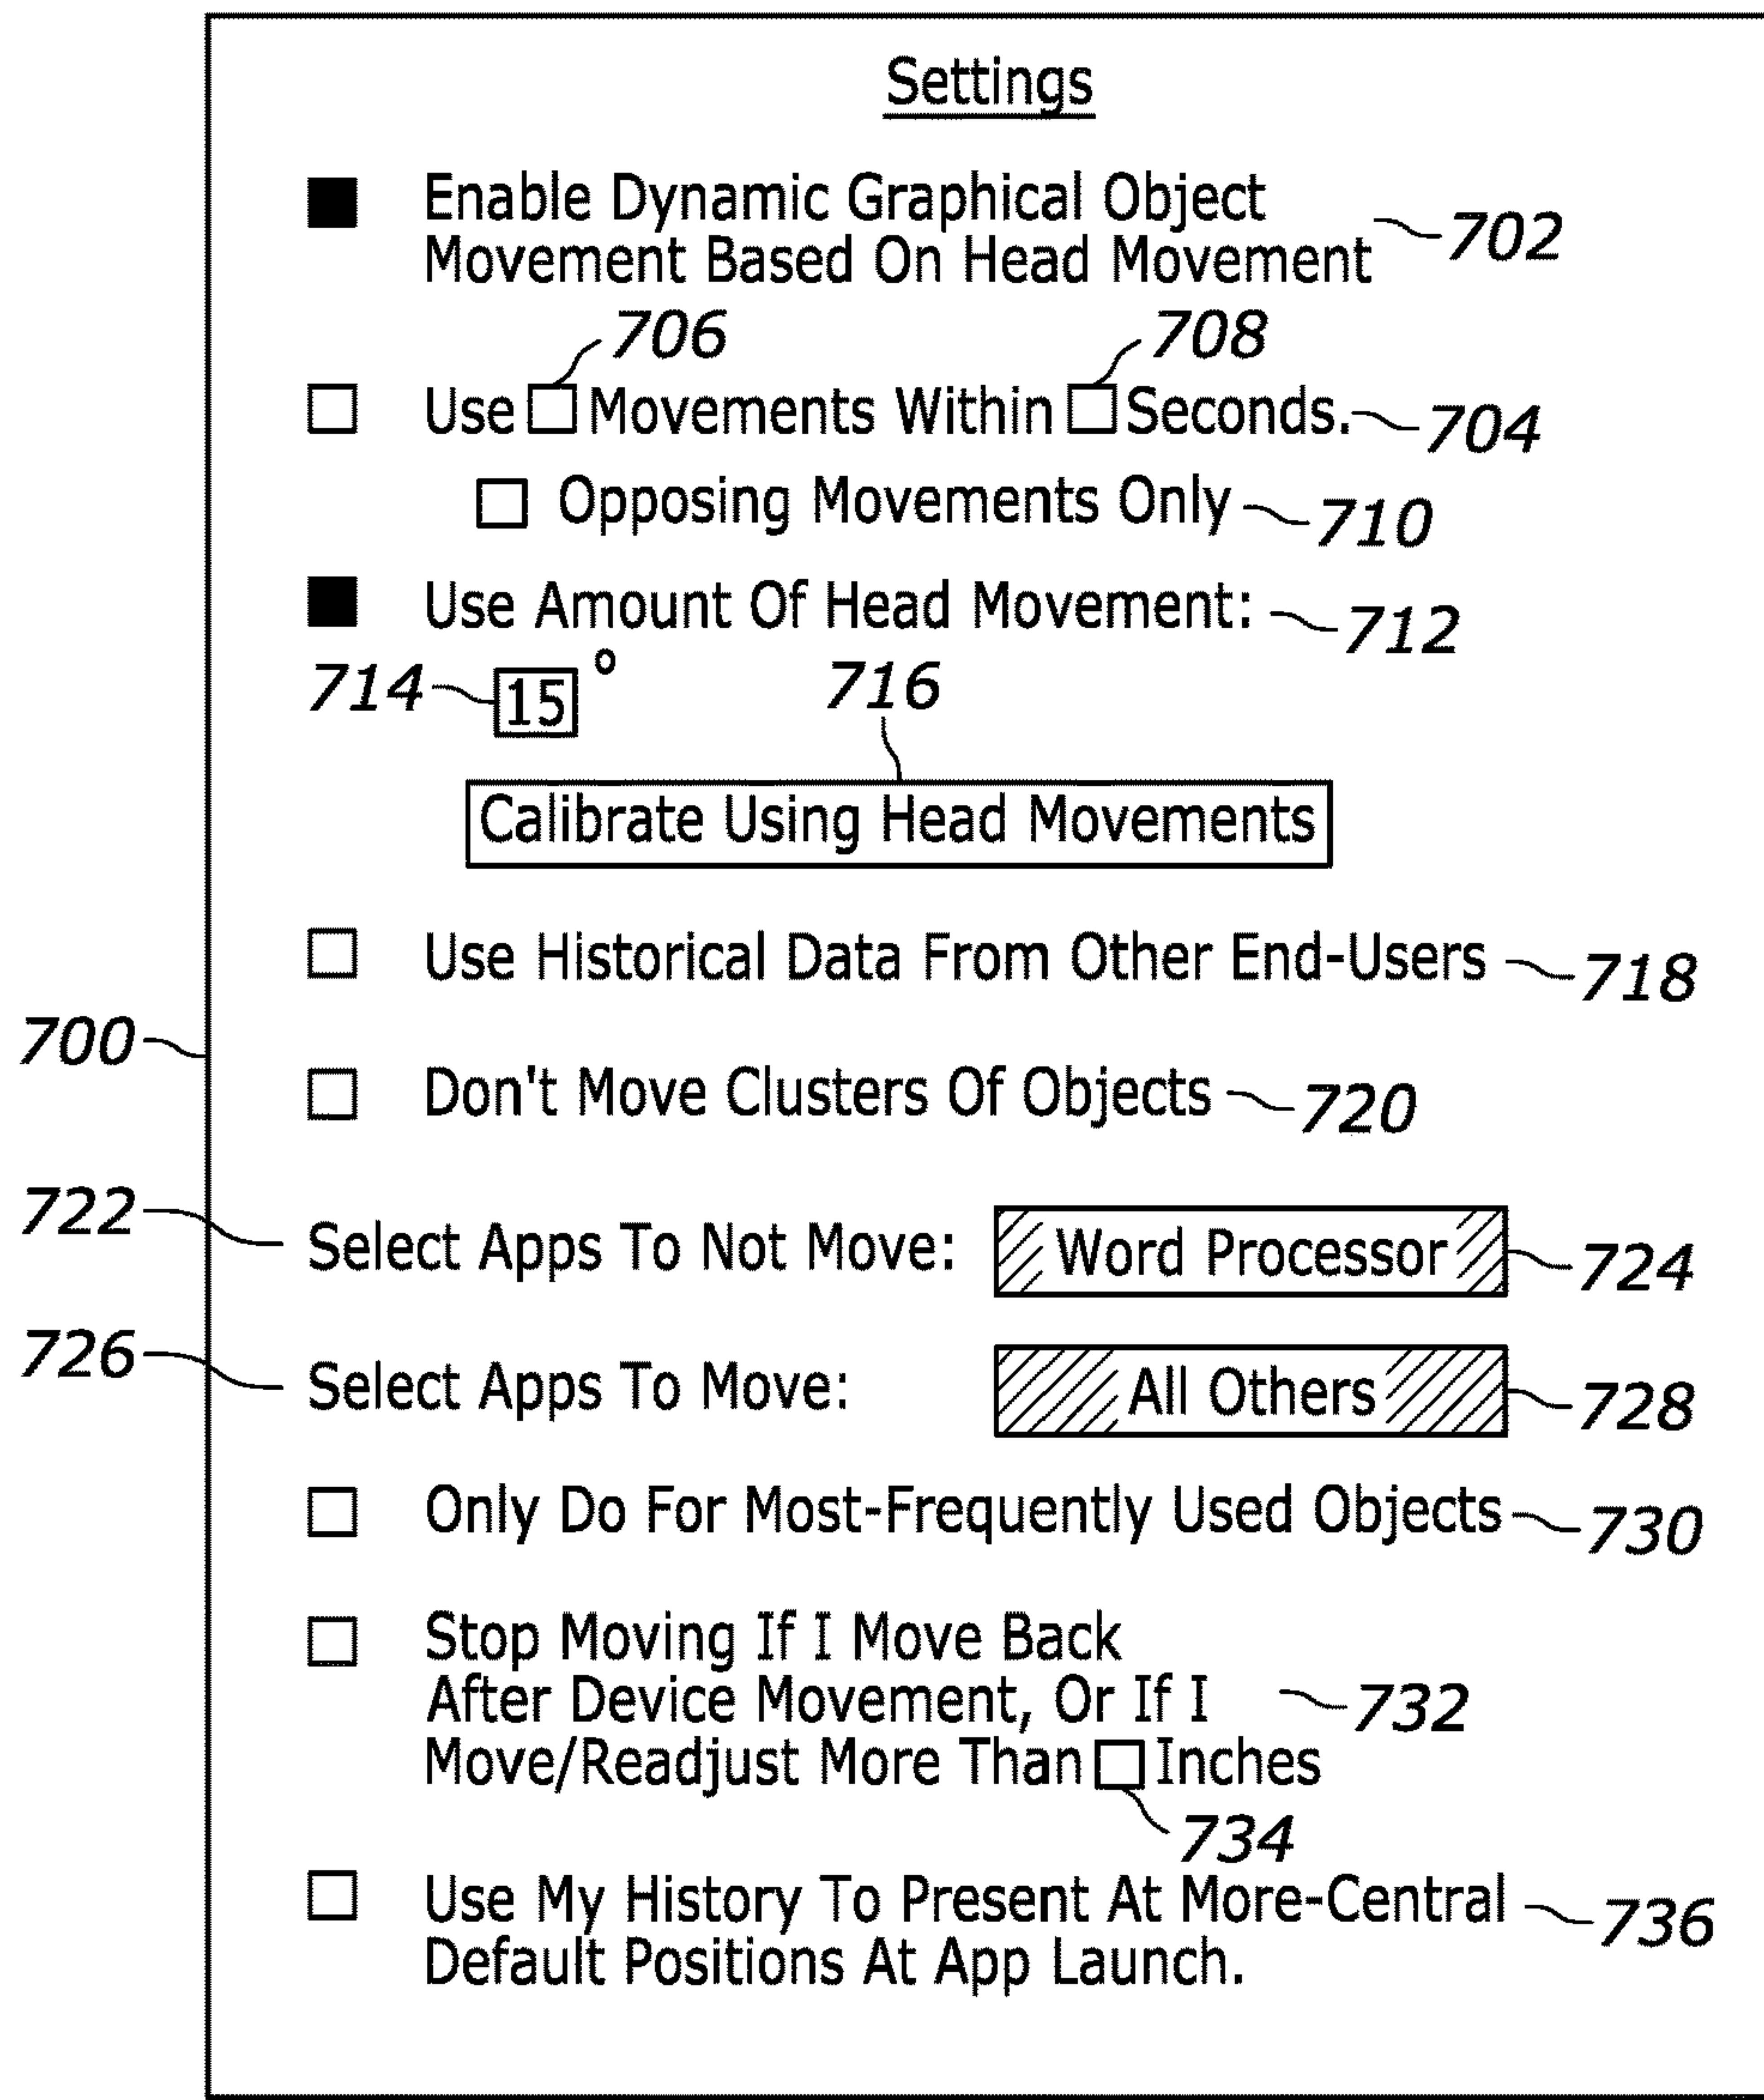 Settings
Enable Dynamic Graphical Object
Movement Based On Head Movement
702
706
708
Use Movements Within Seconds.
704
Opposing Movements Only
710
Use Amount Of Head Movement:
712
714
15°
716
Calibrate Using Head Movements
Use Historical Data From Other End-Users
718
700
Don't Move Clusters Of Objects
720
722
Select Apps To Not Move:
Word Processor
724
726
Select Apps To Move:
All Others
728
Only Do For Most-Frequently Used Objects
730
Stop Moving If I Move Back
After Device Movement, Or If I
732
Move/Readjust More Than Inches
734
Use My History To Present At More-Central
736
Default Positions At App Launch.